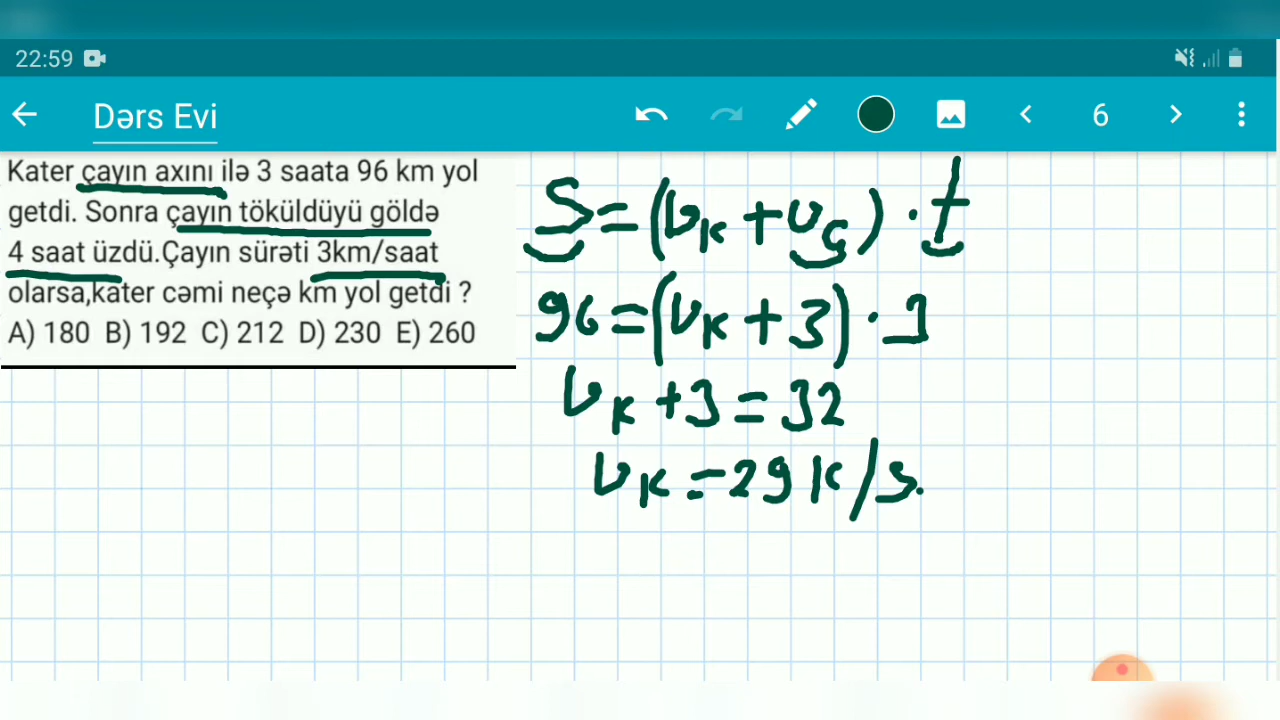 22:59
Dərs Evi
6
Kater çayın axını ilə 3 saata 96 km yol
getdi. Sonra çayın töküldüyü göldə
4 saat üzdü.Çayın sürəti 3km/saat
olarsa,kater cəmi neçə km yol getdi ?
A) 180 B) 192 C) 212 D) 230 E) 260
S=(Vk+Vç)·t
96=(Vk+3)·3
Vk+3=32
Vk=29k/s.